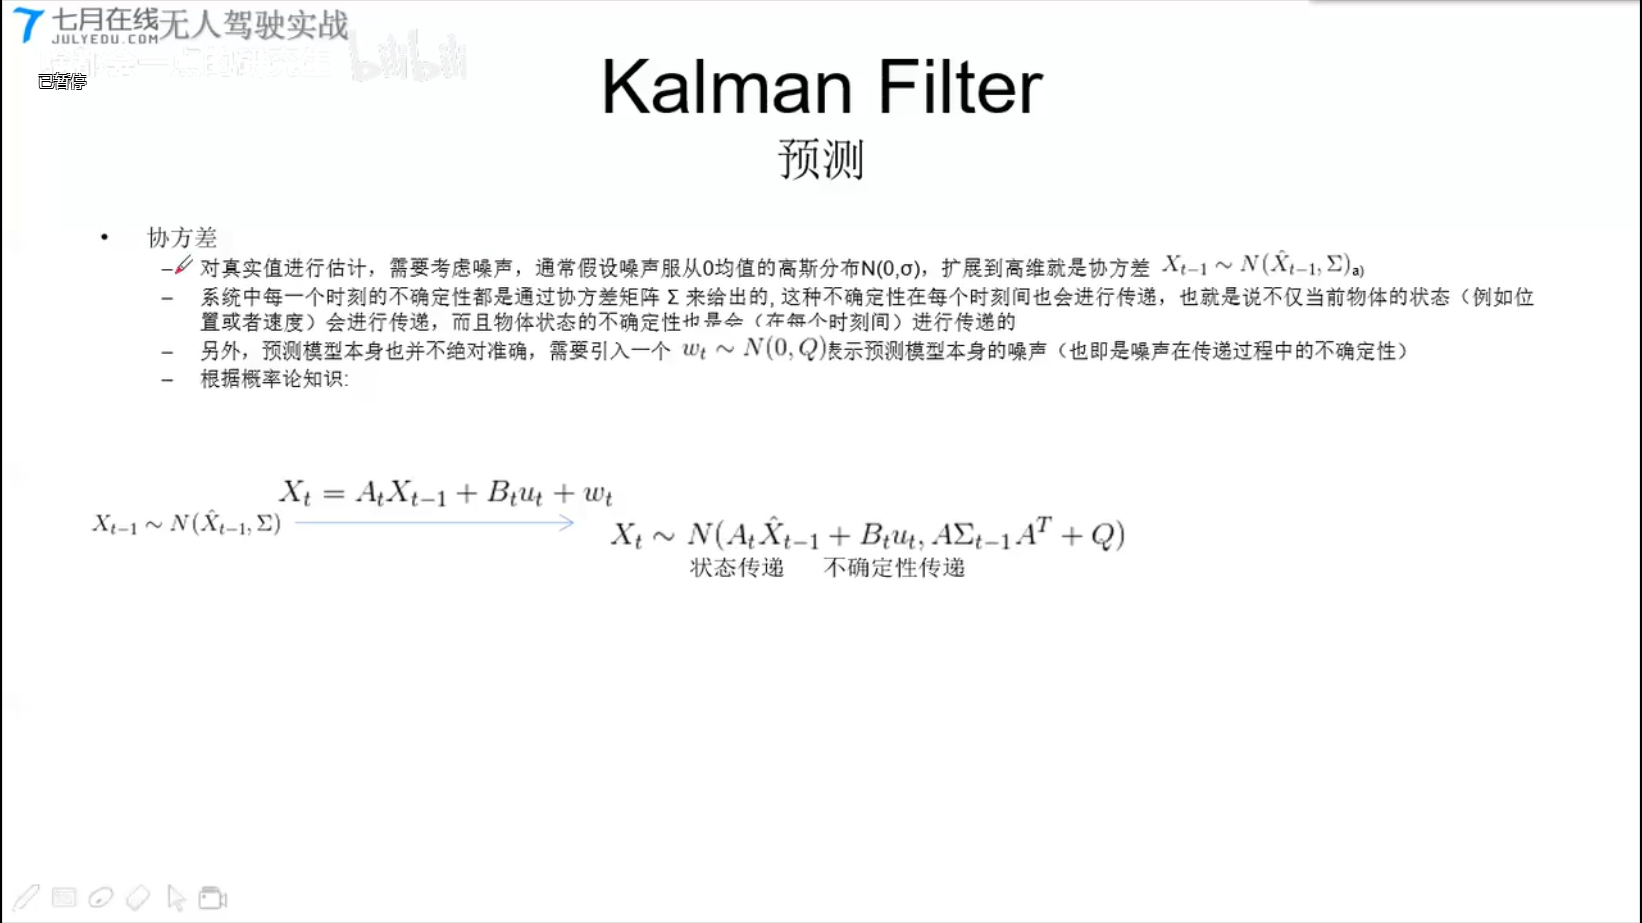 七月在线 无人驾驶实战
JULYEDU.COM
bilibili
已暂停
Kalman Filter
预测
• 协方差
– 对真实值进行估计，需要考虑噪声，通常假设噪声服从0均值的高斯分布N(0,σ)，扩展到高维就是协方差 X_{t−1} ∼ N(X̂_{t−1}, Σ)a)
– 系统中每一个时刻的不确定性都是通过协方差矩阵 Σ 来给出的, 这种不确定性在每个时刻间也会进行传递，也就是说不仅当前物体的状态（例如位
置或者速度）会进行传递，而且物体状态的不确定性也是会（在每个时刻间）进行传递的
– 另外，预测模型本身也并不绝对准确，需要引入一个 w_t ∼ N(0, Q)表示预测模型本身的噪声（也即是噪声在传递过程中的不确定性）
– 根据概率论知识:
X_t = A_t X_{t−1} + B_t u_t + w_t
X_{t−1} ∼ N(X̂_{t−1}, Σ)
X_t ∼ N(A_t X̂_{t−1} + B_t u_t, AΣ_{t−1}A^T + Q)
状态传递 不确定性传递